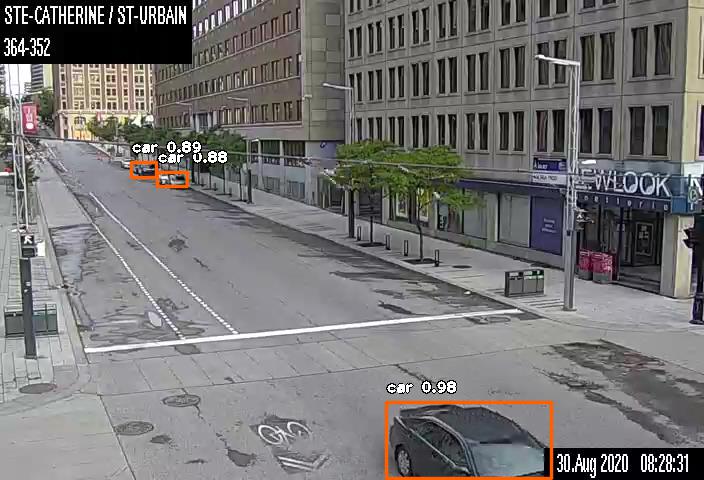 STE-CATHERINE / ST-URBAIN
364-352
car 0.89
car 0.88
NEWLOOK
car 0.98
30.Aug 2020 08:28:31